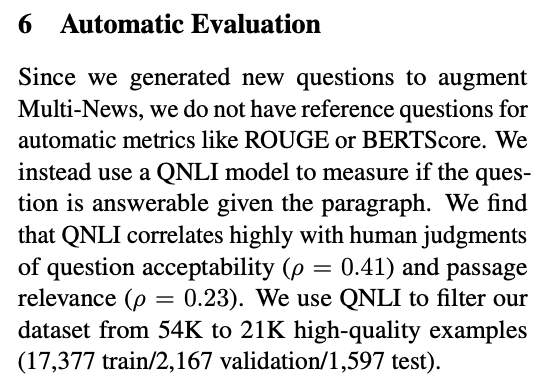 6 Automatic Evaluation
Since we generated new questions to augment
Multi-News, we do not have reference questions for
automatic metrics like ROUGE or BERTScore. We
instead use a QNLI model to measure if the ques-
tion is answerable given the paragraph. We find
that QNLI correlates highly with human judgments
of question acceptability (ρ = 0.41) and passage
relevance (ρ = 0.23). We use QNLI to filter our
dataset from 54K to 21K high-quality examples
(17,377 train/2,167 validation/1,597 test).